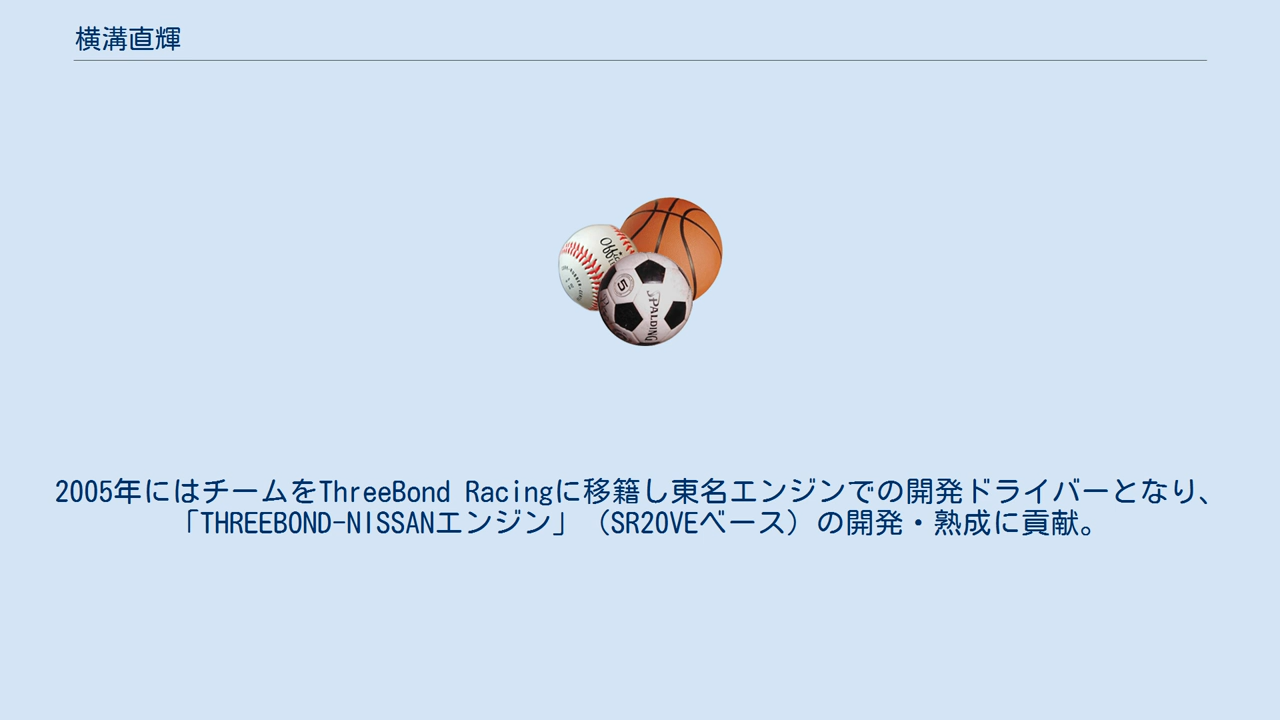 横溝直輝
Offici
5
SPALDING
2005年にはチームをThreeBond Racingに移籍し東名エンジンでの開発ドライバーとなり、
「THREEBOND-NISSANエンジン」（SR20VEベース）の開発・熟成に貢献。